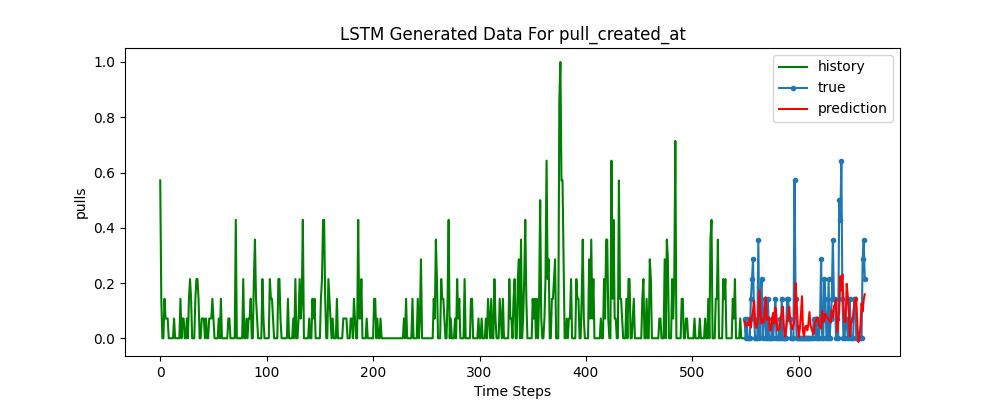 LSTM Generated Data For pull_created_at
history
true
prediction
pulls
1.0
0.8
0.6
0.4
0.2
0.0
0 100 200 300 400 500 600
Time Steps